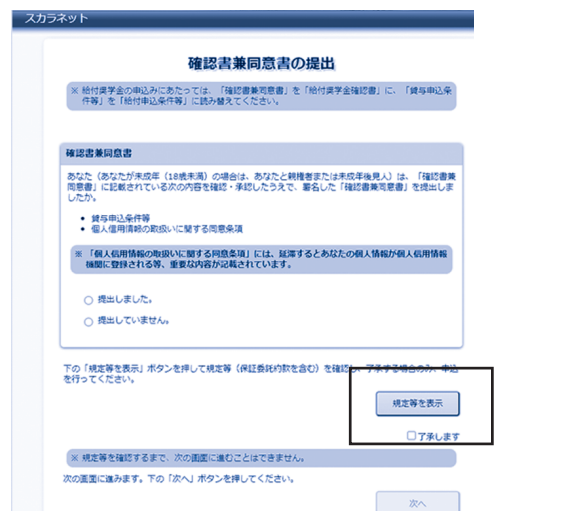 スカラネット
確認書兼同意書の提出
※ 給付奨学金の申込みにあたっては、「確認書兼同意書」を「給付奨学金確認書」に、「貸与申込条
件等」を「給付申込条件等」に読み替えてください。
確認書兼同意書
あなた（あなたが未成年（18歳未満）の場合は、あなたと親権者または未成年後見人）は、「確認書兼
同意書」に記載されている次の内容を確認・承認したうえで、署名した「確認書兼同意書」を提出しま
したか。
• 貸与申込条件等
• 個人信用情報の取扱いに関する同意条項
※ 「個人信用情報の取扱いに関する同意条項」には、延滞するとあなたの個人情報が個人信用情報
機関に登録される等、重要な内容が記載されています。
提出しました。
提出していません。
下の「規定等を表示」ボタンを押して規定等（保証委託約款を含む）を確認し、了承する場合のみ、申込
を行ってください。
規定等を表示
了承します
※ 規定等を確認するまで、次の画面に進むことはできません。
次の画面に進みます。下の「次へ」ボタンを押してください。
次へ